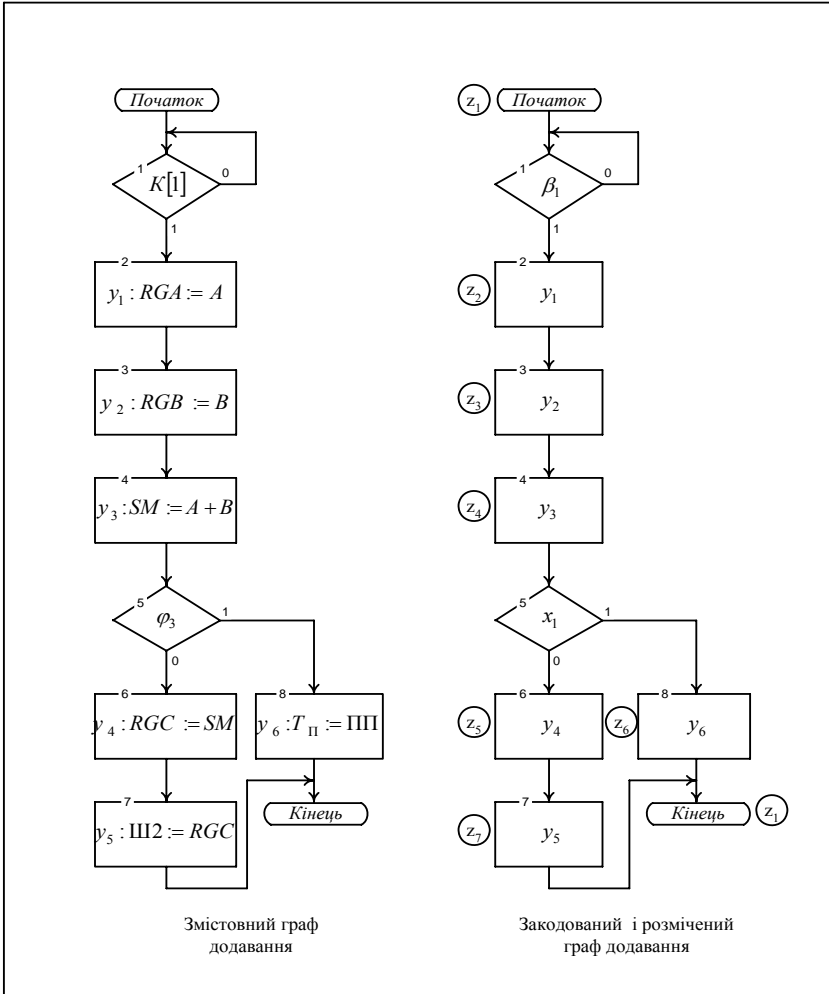 Початок
1
K[1]
0
1
2
y₁ : RGA := A
3
y₂ : RGB := B
4
y₃ : SM := A + B
5
φ₃
1
0
6
y₄ : RGC := SM
8
y₆ : T_П := ПП
7
y₅ : Ш2 := RGC
Кінець
Змістовний граф
додавання
z₁
Початок
1
β₁
0
1
2
z₂
y₁
3
z₃
y₂
4
z₄
y₃
5
x₁
1
0
6
z₅
y₄
8
z₆
y₆
7
z₇
y₅
Кінець
z₁
Закодований і розмічений
граф додавання